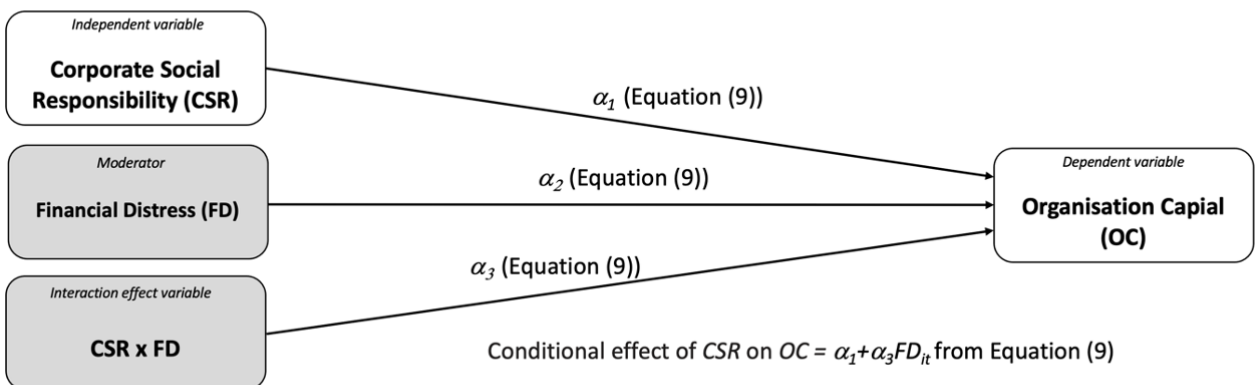 Independent variable
Corporate Social
Responsibility (CSR)
α1 (Equation (9))
Moderator
Financial Distress (FD)
α2 (Equation (9))
Dependent variable
Organisation Capial
(OC)
α3 (Equation (9))
Interaction effect variable
CSR x FD
Conditional effect of CSR on OC = α1+α3FDit from Equation (9)